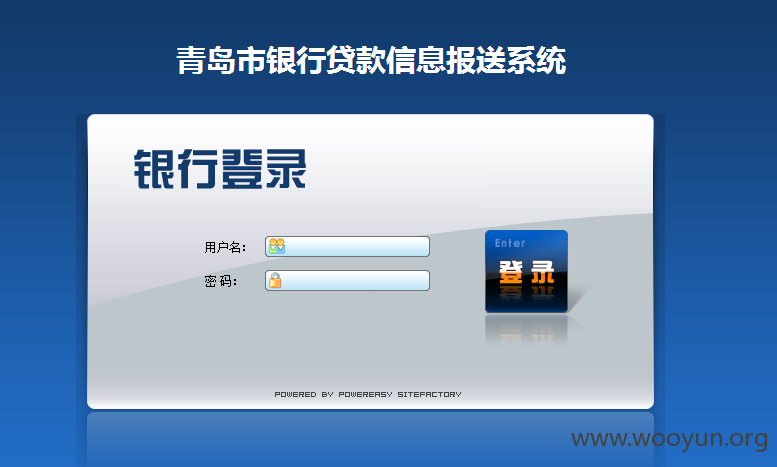 青岛市银行贷款信息报送系统
银行登录
用户名：
密 码：
Enter
登 录
POWERED BY POWEREASY SITEFACTORY
www.wooyun.org